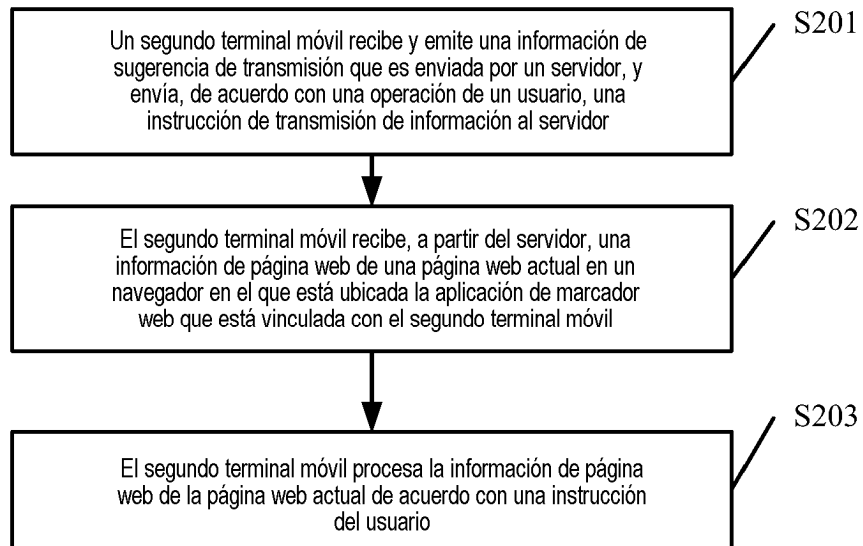 Un segundo terminal móvil recibe y emite una información de
sugerencia de transmisión que es enviada por un servidor, y
envía, de acuerdo con una operación de un usuario, una
instrucción de transmisión de información al servidor
S201
El segundo terminal móvil recibe, a partir del servidor, una
información de página web de una página web actual en un
navegador en el que está ubicada la aplicación de marcador
web que está vinculada con el segundo terminal móvil
S202
El segundo terminal móvil procesa la información de página
web de la página web actual de acuerdo con una instrucción
del usuario
S203